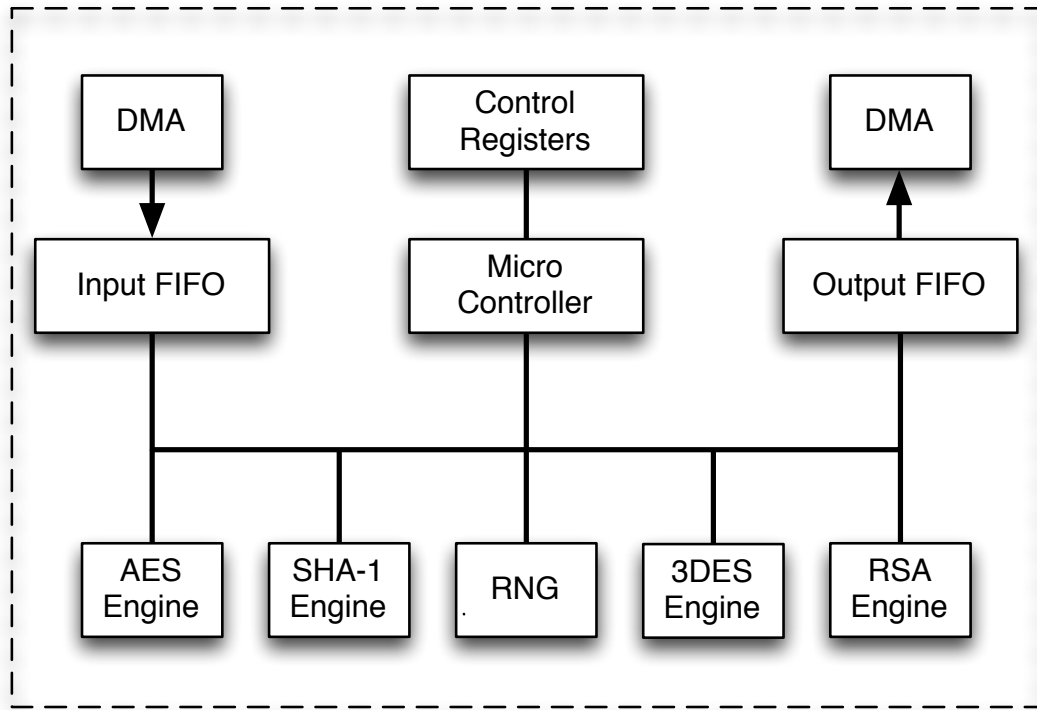 DMA
Control
Registers
DMA
Input FIFO
Micro
Controller
Output FIFO
AES
Engine
SHA-1
Engine
RNG
3DES
Engine
RSA
Engine